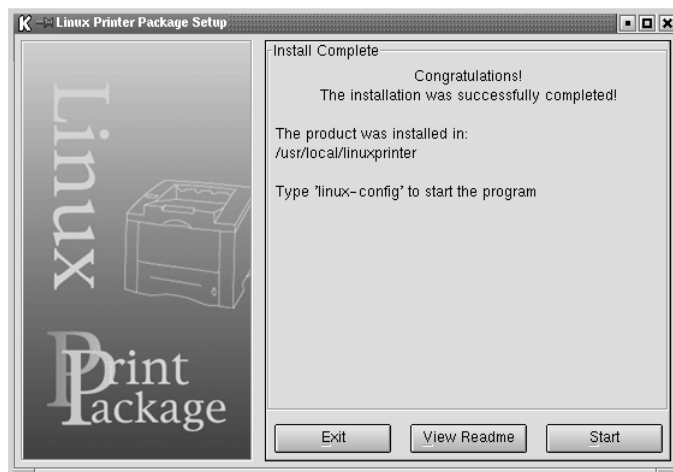 Linux Printer Package Setup
Linux
Print
Package
Install Complete
Congratulations!
The installation was successfully completed!
The product was installed in:
/usr/local/linuxprinter
Type 'linux-config' to start the program
Exit
View Readme
Start